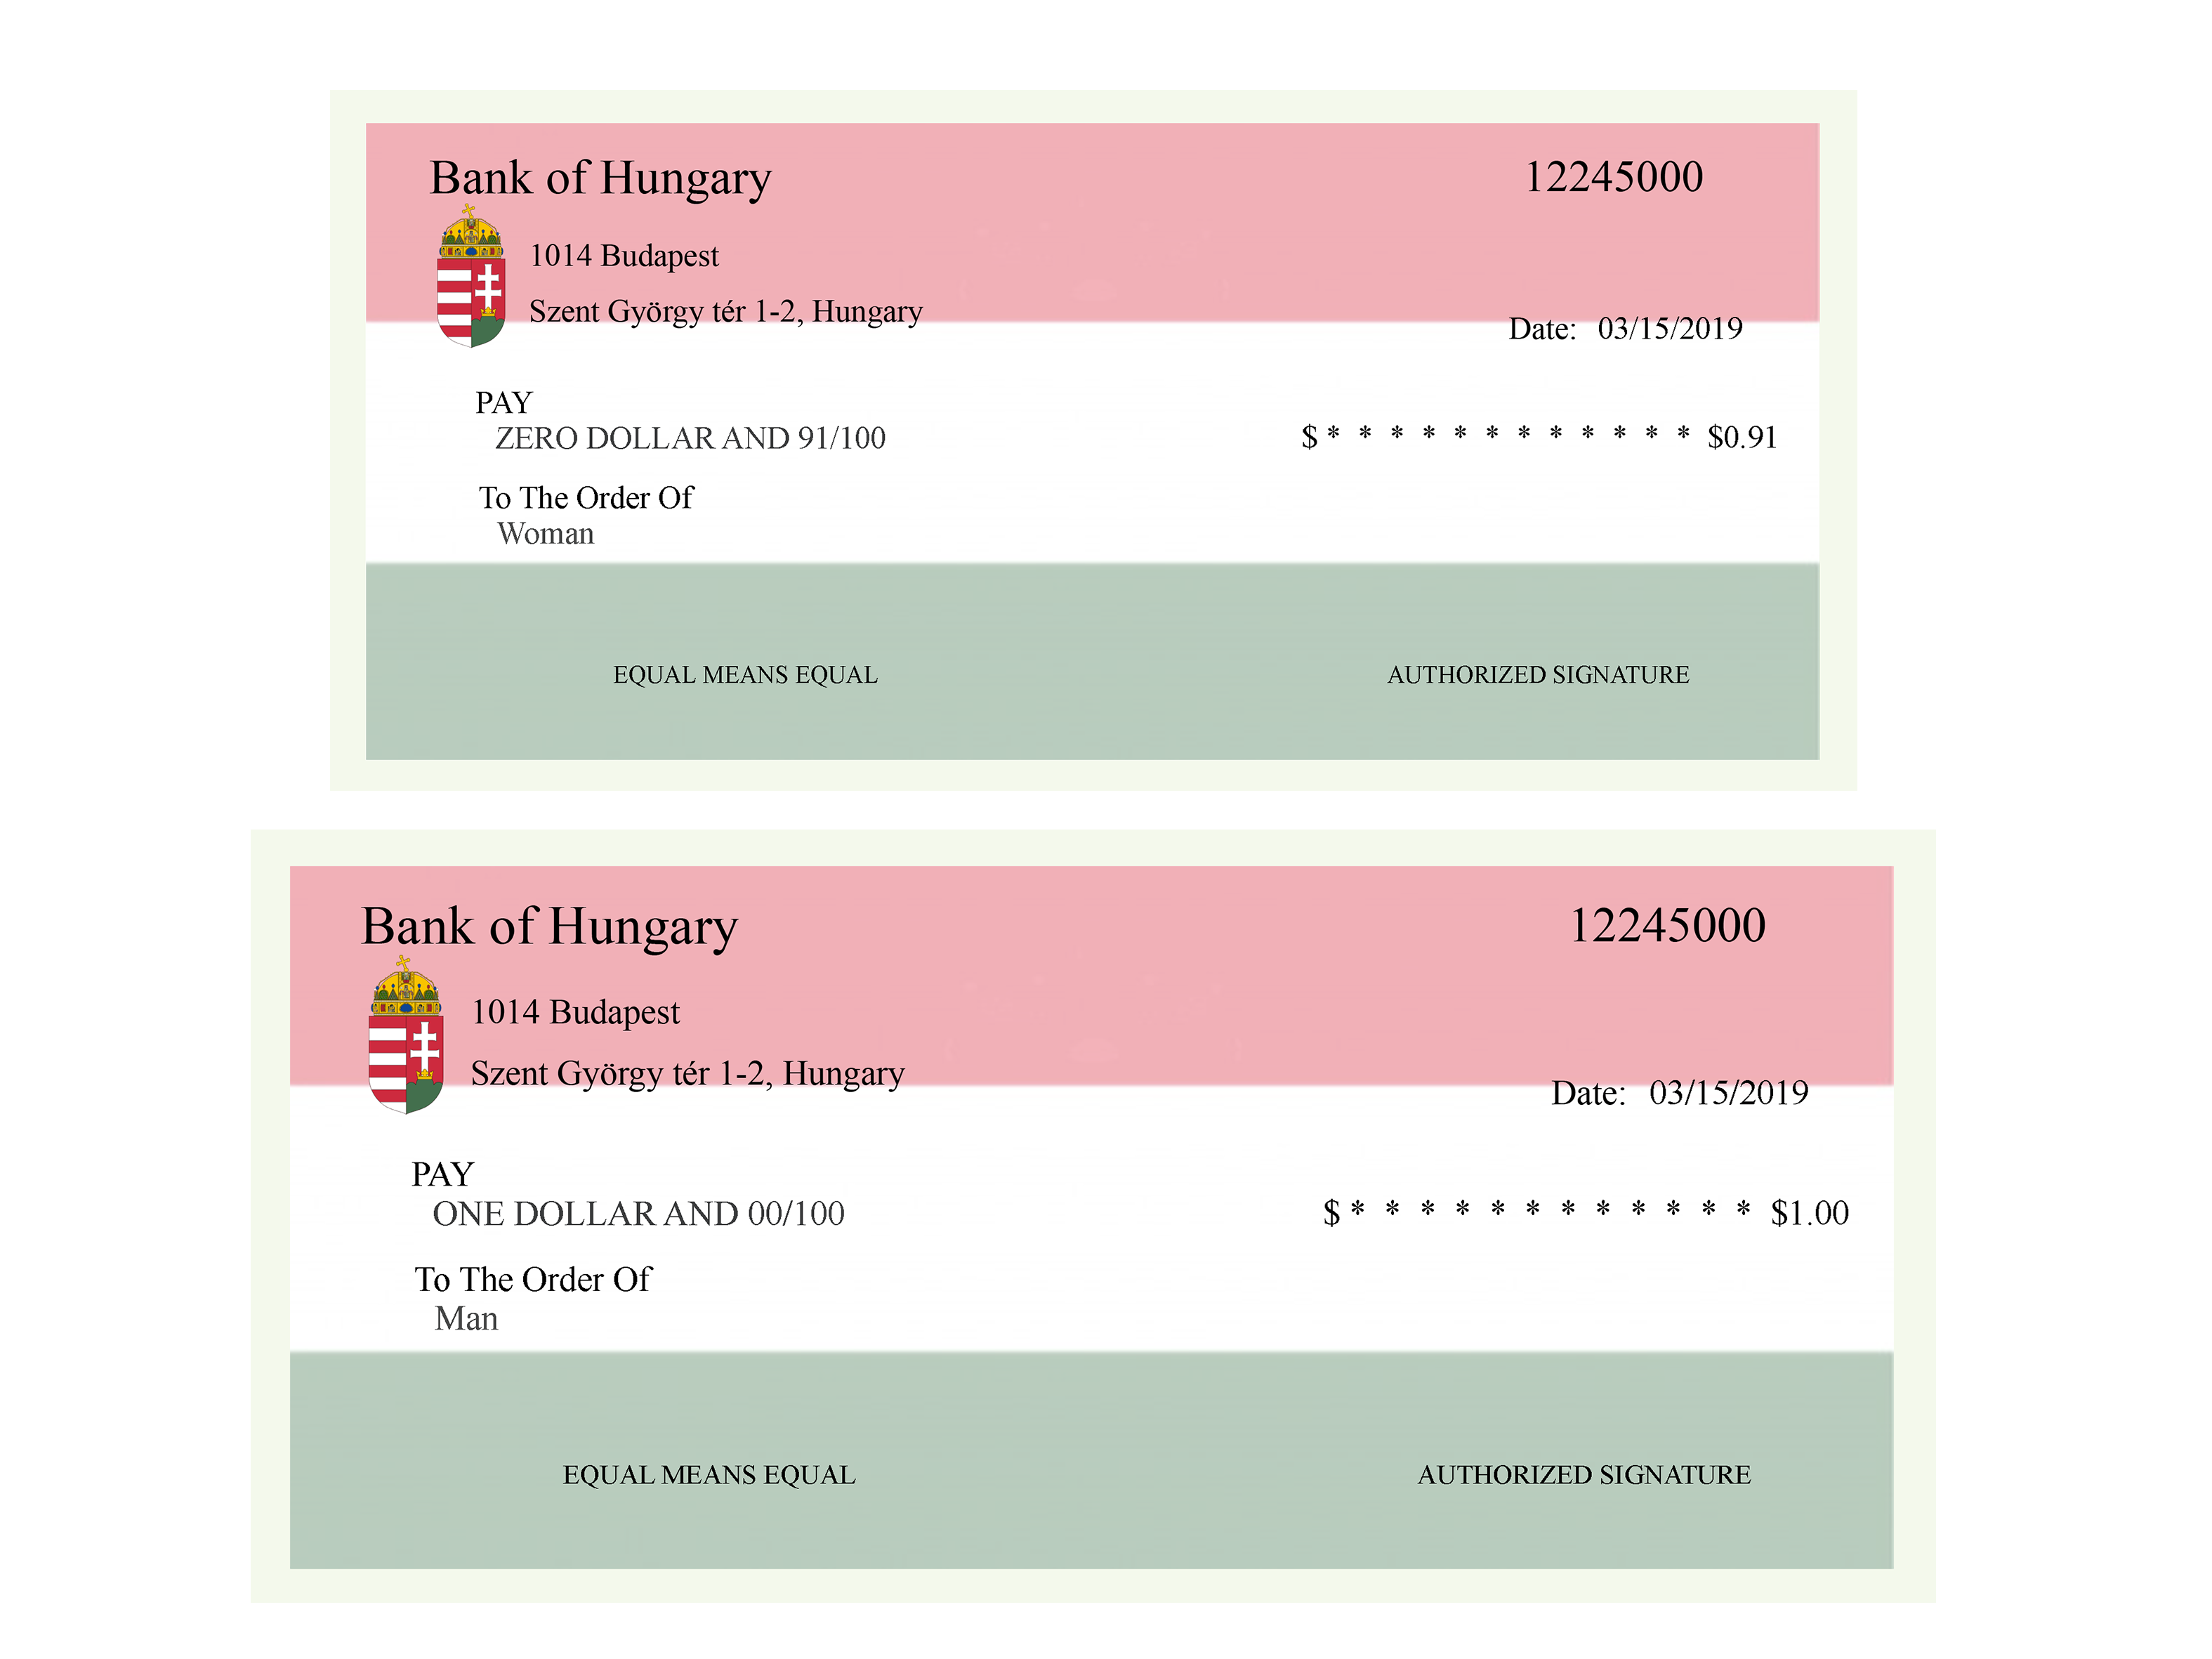 Bank of Hungary 12245000
1014 Budapest
Szent György tér 1-2, Hungary
Date: 03/15/2019
PAY
ZERO DOLLAR AND 91/100 $ * * * * * * * * * * * * $0.91
To The Order Of
Woman
EQUAL MEANS EQUAL AUTHORIZED SIGNATURE
Bank of Hungary 12245000
1014 Budapest
Szent György tér 1-2, Hungary
Date: 03/15/2019
PAY
ONE DOLLAR AND 00/100 $ * * * * * * * * * * * * $1.00
To The Order Of
Man
EQUAL MEANS EQUAL AUTHORIZED SIGNATURE